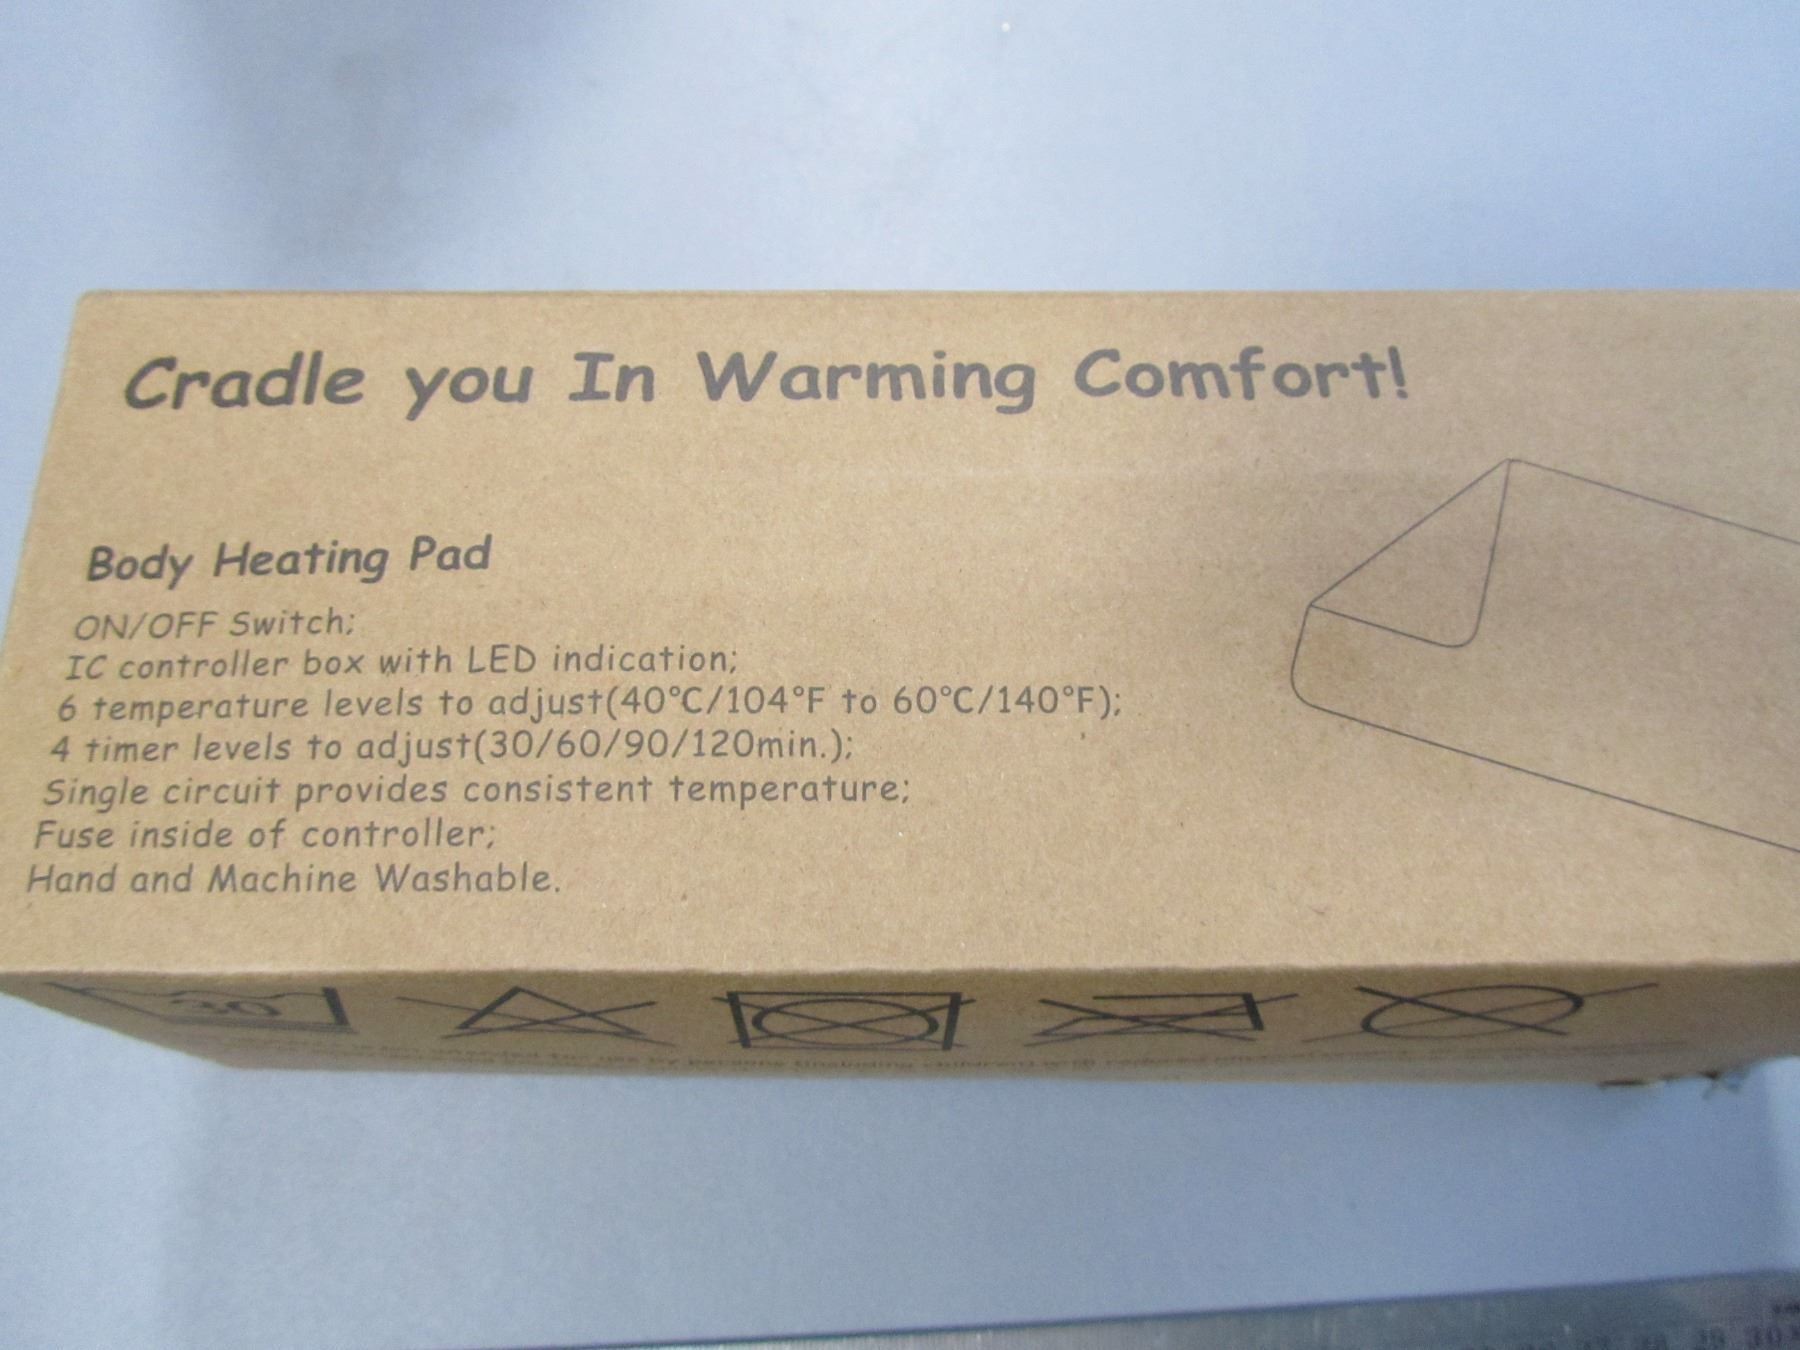 Cradle you In Warming Comfort!
Body Heating Pad
ON/OFF Switch;
IC controller box with LED indication;
6 temperature levels to adjust(40°C/104°F to 60°C/140°F);
4 timer levels to adjust(30/60/90/120min.);
Single circuit provides consistent temperature;
Fuse inside of controller;
Hand and Machine Washable.
30